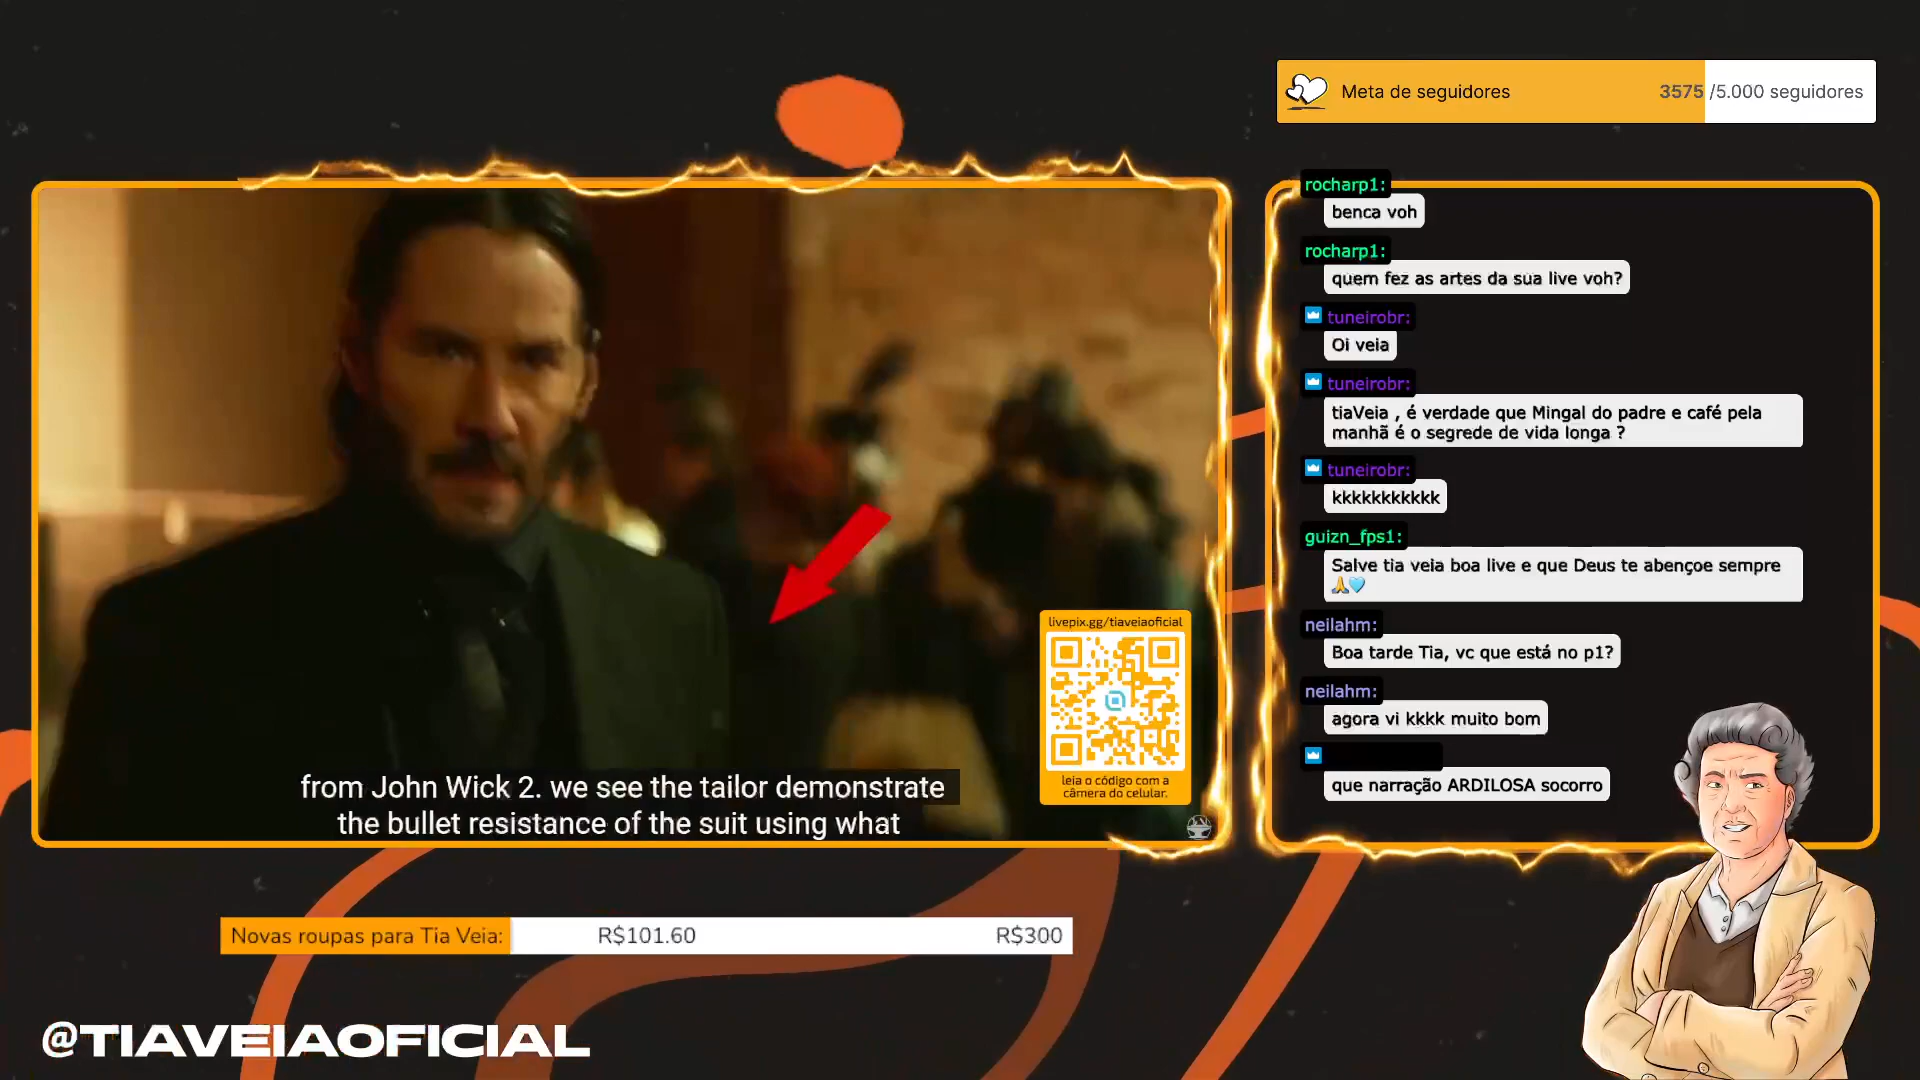 Meta de seguidores
3575 /5.000 seguidores
rocharp1:
benca voh
rocharp1:
quem fez as artes da sua live voh?
tuneirobr:
Oi veia
tuneirobr:
tiaVeia , é verdade que Mingal do padre e café pela
manhã é o segrede de vida longa ?
tuneirobr:
kkkkkkkkkkk
guizn_fps1:
Salve tia veia boa live e que Deus te abençoe sempre
🙏🩵
neilahm:
Boa tarde Tia, vc que está no p1?
neilahm:
agora vi kkkk muito bom
que narração ARDILOSA socorro
livepix.gg/tiaveiaoficial
leia o código com a
câmera do celular.
from John Wick 2. we see the tailor demonstrate
the bullet resistance of the suit using what
Novas roupas para Tia Veia: R$101.60 R$300
@TIAVEIAOFICIAL